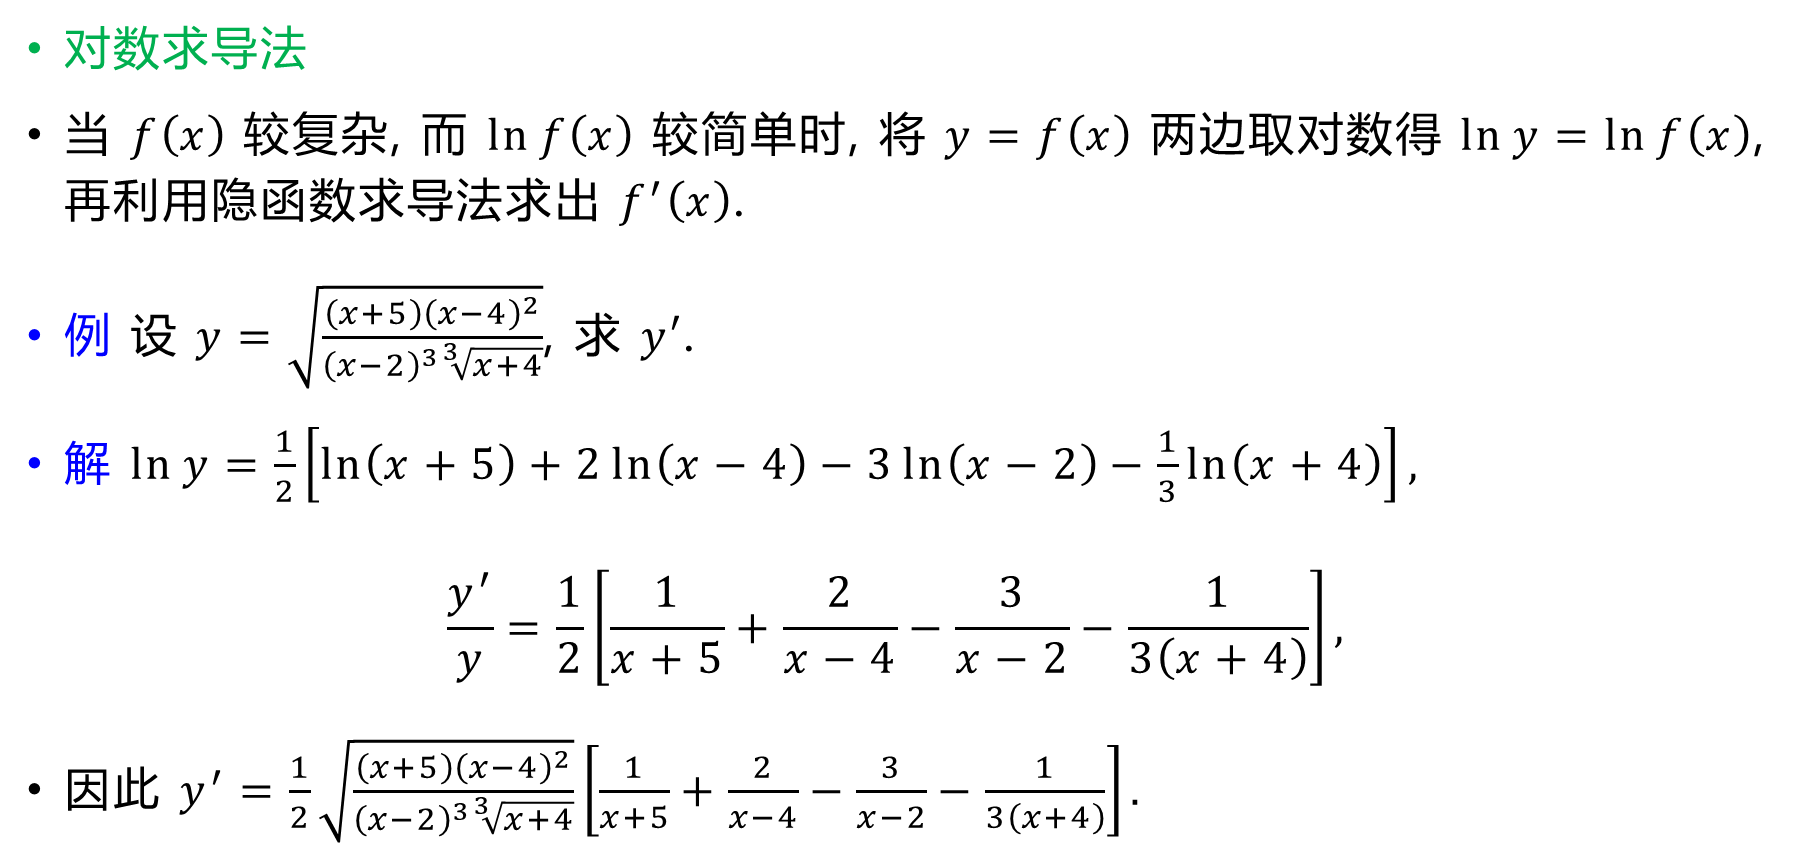 • 对数求导法
• 当 f(x) 较复杂, 而 ln f(x) 较简单时, 将 y = f(x) 两边取对数得 ln y = ln f(x),
再利用隐函数求导法求出 f′(x).
• 例 设 y = √((x+5)(x−4)²/((x−2)³ ∛(x+4))), 求 y′.
• 解 ln y = 1/2 [ln(x + 5) + 2 ln(x − 4) − 3 ln(x − 2) − 1/3 ln(x + 4)],
y′/y = 1/2 [1/(x + 5) + 2/(x − 4) − 3/(x − 2) − 1/(3(x + 4))],
• 因此 y′ = 1/2 √((x+5)(x−4)²/((x−2)³ ∛(x+4))) [1/(x+5) + 2/(x−4) − 3/(x−2) − 1/(3(x+4))].